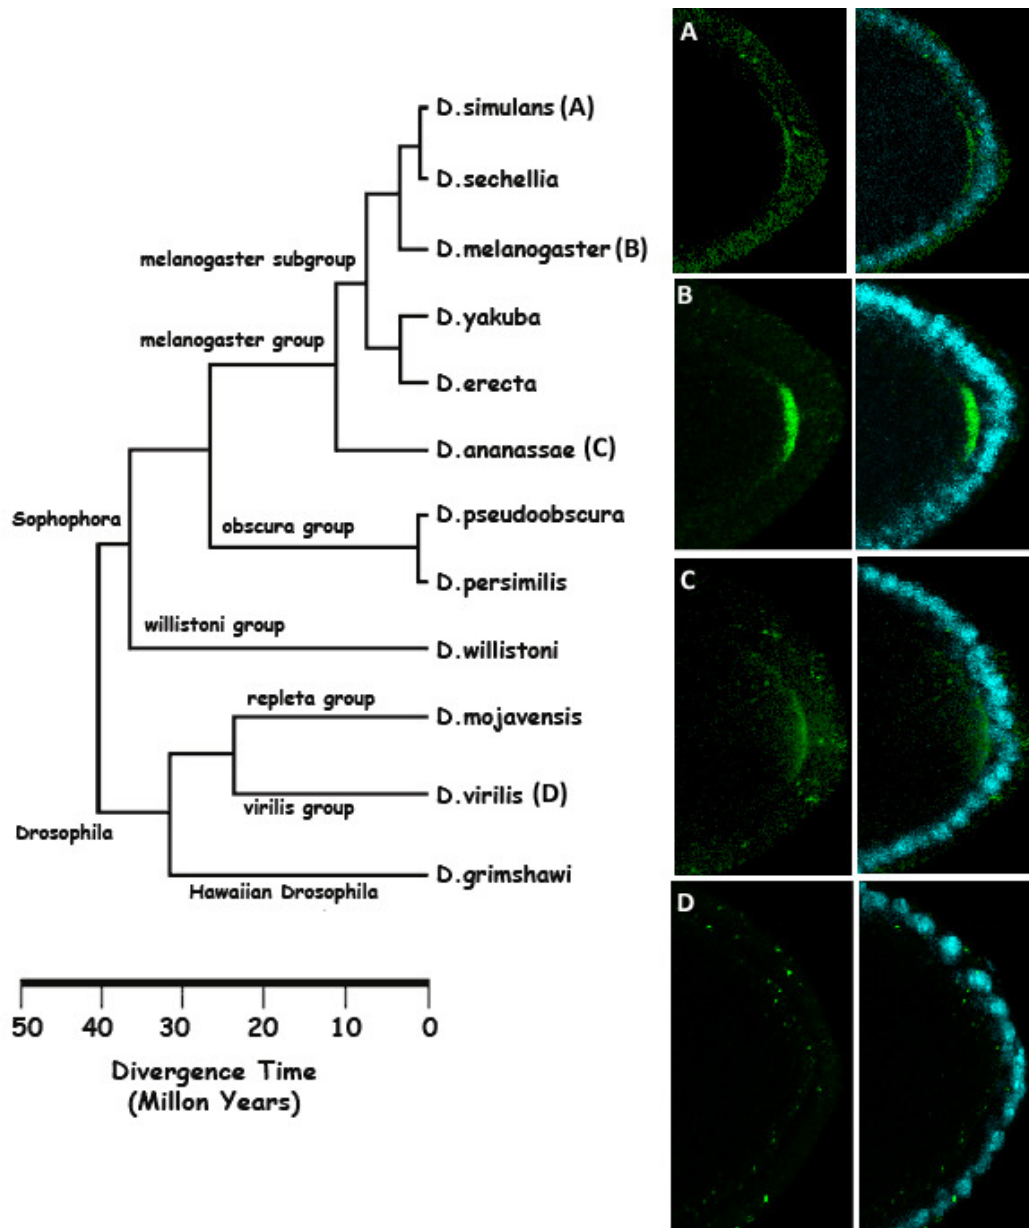 D.simulans (A)
D.sechellia
melanogaster subgroup
D.melanogaster (B)
D.yakuba
melanogaster group
D.erecta
D.ananassae (C)
Sophophora
obscura group
D.pseudoobscura
D.persimilis
willistoni group
D.willistoni
repleta group
D.mojavensis
D.virilis (D)
virilis group
Drosophila
D.grimshawi
Hawaiian Drosophila
50 40 30 20 10 0
Divergence Time
(Millon Years)
A
B
C
D